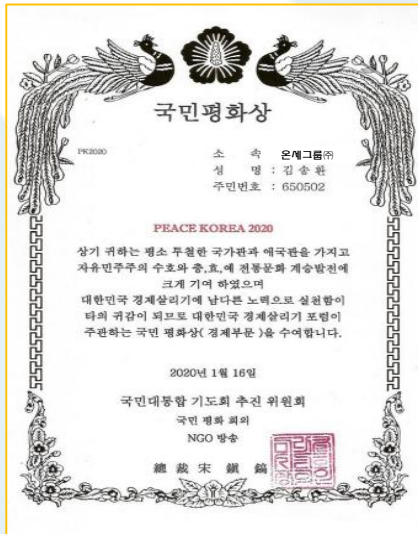 국민평화상
PK2020
소 속 온세그룹㈜
성 명 : 김송환
주민번호 : 650502
PEACE KOREA 2020
상기 귀하는 평소 투철한 국가관과 애국관을 가지고
자유민주주의 수호와 충,효,예 전통문화 계승발전에
크게 기여 하였으며
대한민국 경제살리기에 남다른 노력으로 실천함이
타의 귀감이 되므로 대한민국 경제살리기 포럼이
주관하는 국민 평화상( 경제부문 )을 수여합니다.
2020년 1월 16일
국민대통합 기도회 추진 위원회
국민 평화 회의
NGO 방송
總 裁 宋 鎭 鎬